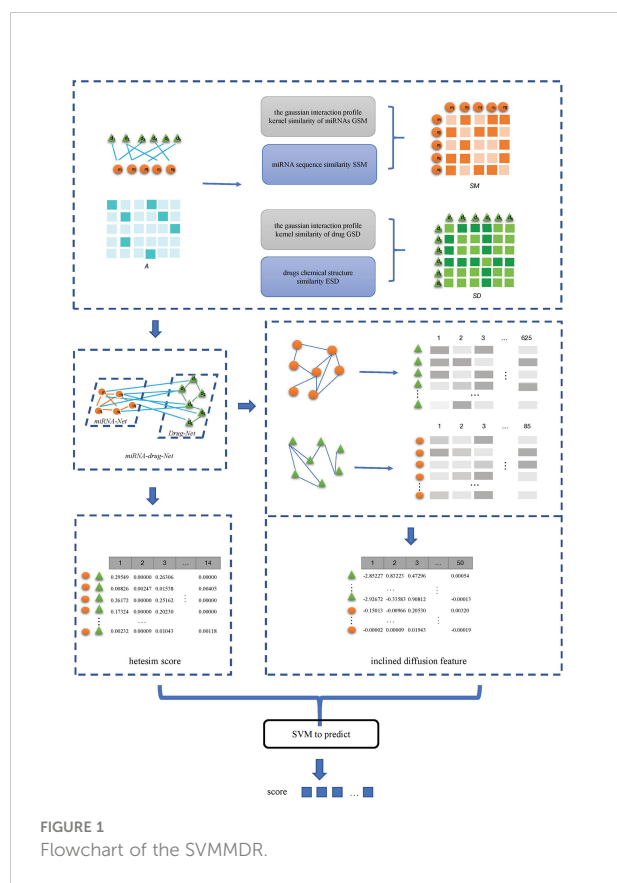 the gaussian interaction profile
kernel similarity of miRNAs GSM
miRNA sequence similarity SSM
SM
A
the gaussian interaction profile
kernel similarity of drug GSD
drugs chemical structure
similarity ESD
SD
miRNA-Net
Drug-Net
miRNA-drug-Net
1 2 3 ... 625
...
1 2 3 ... 85
...
1 2 3 ... 14
0.29549 0.00000 0.26306 0.00000
0.00826 0.00247 0.01538 0.00405
0.26172 0.00000 0.25162 0.00000
0.17324 0.00000 0.20230 0.00000
...
0.00232 0.00009 0.01043 0.00118
hetesim score
1 2 3 ... 50
-2.85227 0.83223 0.47296 0.00054
...
-2.92672 -0.33583 0.90812 -0.00013
-0.15013 -0.00966 0.20530 0.00320
...
-0.00002 0.00009 0.01943 -0.00019
inclined diffusion feature
SVM to predict
score ...
FIGURE 1
Flowchart of the SVMMDR.